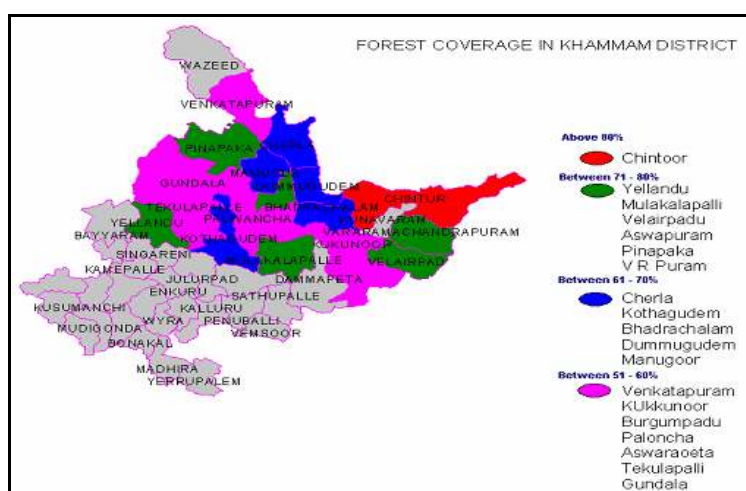 FOREST COVERAGE IN KHAMMAM DISTRICT
WAZEED
VENKATAPURAM
CHERLA
PINAPAKA
MANUGUR
DUMMUGUDEM
GUNDALA
CHINTUR
TEKULAPALLE
BHADRACHALAM
PALWANCHA
KUNAVARAM
YELLANDU
VARARAMACHANDRAPURAM
BAYYARAM
KOTHAGUDEM
KUKUNOOR
SINGARENI
MULAKALAPALLE
VELAIRPAD
KAMEPALLE
JULURPAD
DAMMAPETA
ENKURU
SATHUPALLE
KUSUMANCHI
KALLURU
WYRA
PENUBALLI
MUDIGONDA
VEMSOOR
BONAKAL
MADHIRA
YERRUPALEM
Above 80%
Chintoor
Between 71 - 80%
Yellandu
Mulakalapalli
Velairpadu
Aswapuram
Pinapaka
V R Puram
Between 61 - 70%
Cherla
Kothagudem
Bhadrachalam
Dummugudem
Manugoor
Between 51 - 60%
Venkatapuram
KUkkunoor
Burgumpadu
Paloncha
Aswaraoeta
Tekulapalli
Gundala